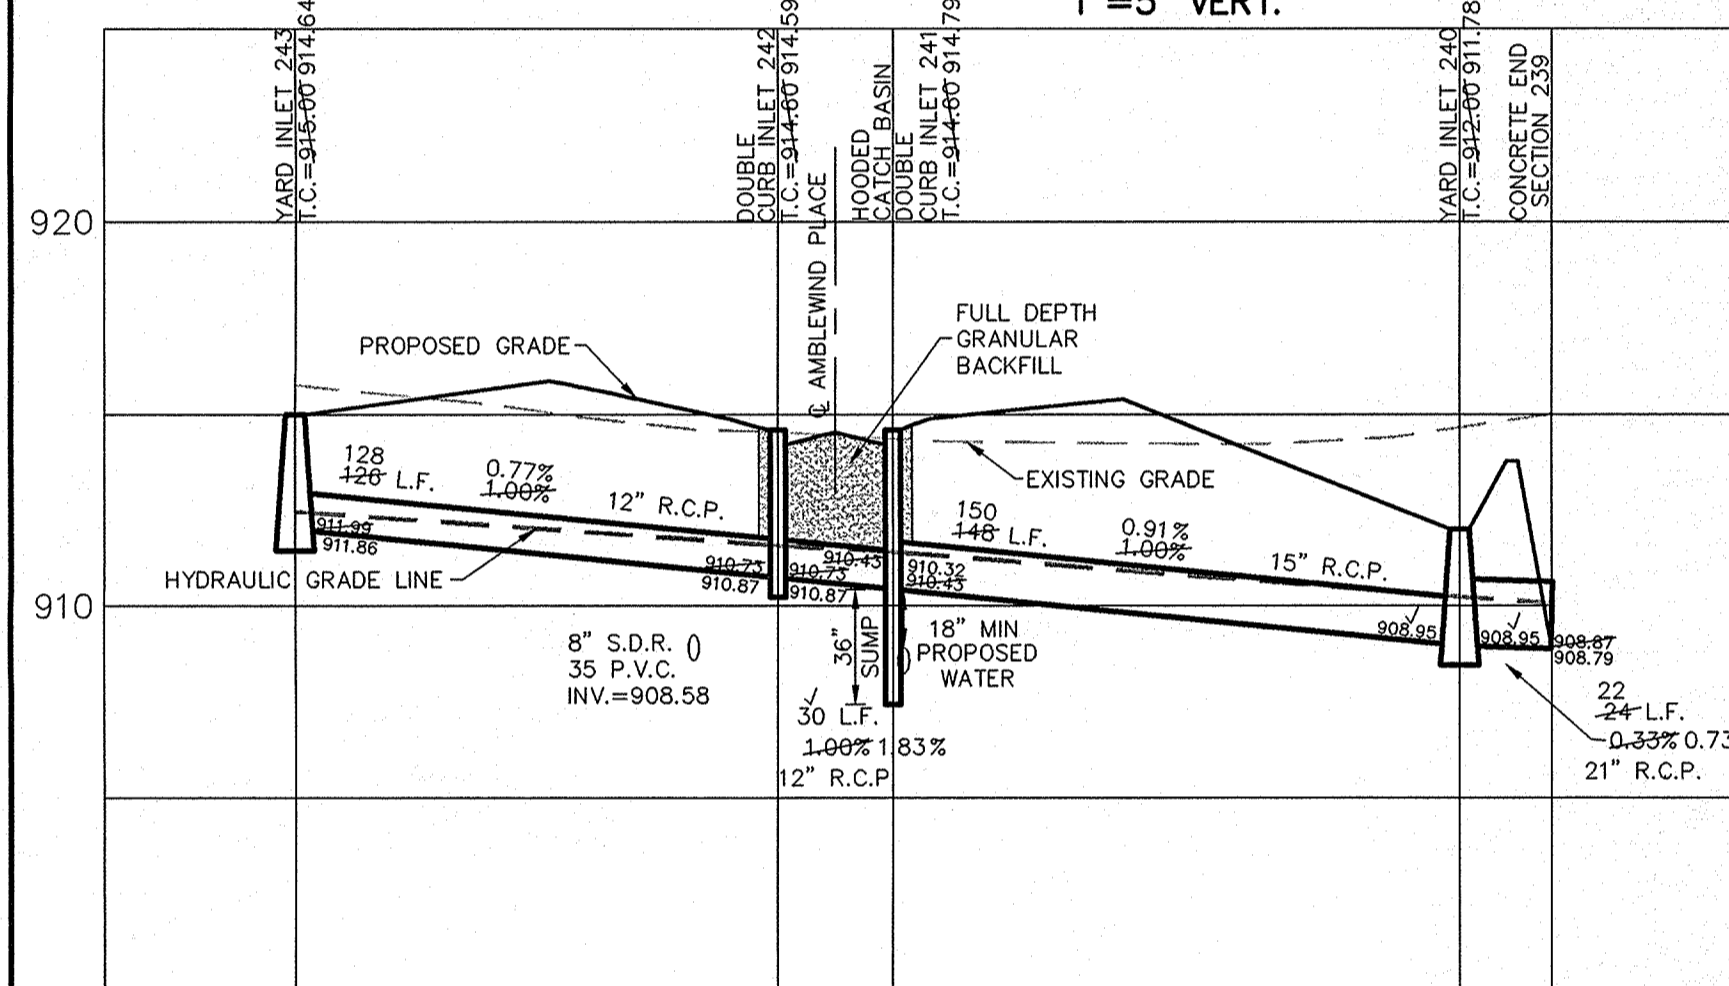 1"=5' VERT.
YARD INLET 243
T.C.=915.00 914.64
DOUBLE
CURB INLET 242
T.C.=914.60 914.59
℄ AMBLEWIND PLACE
HOODED
CATCH BASIN
DOUBLE
CURB INLET 241
T.C.=914.60 914.79
YARD INLET 240
T.C.=912.00 911.78
CONCRETE END
SECTION 239
920
PROPOSED GRADE
FULL DEPTH
GRANULAR
BACKFILL
EXISTING GRADE
128
126 L.F.
0.77%
1.00%
12" R.C.P.
150
148 L.F.
0.91%
1.00%
15" R.C.P.
911.99
911.86
HYDRAULIC GRADE LINE
910.73
910.87
910.73
910.87
910.43
910.32
910.43
908.95
908.95
908.87
908.79
910
8" S.D.R.
35 P.V.C.
INV.=908.58
36"
SUMP
18" MIN
PROPOSED
WATER
30 L.F.
1.00% 1.83%
12" R.C.P
22
24 L.F.
0.33% 0.73
21" R.C.P.